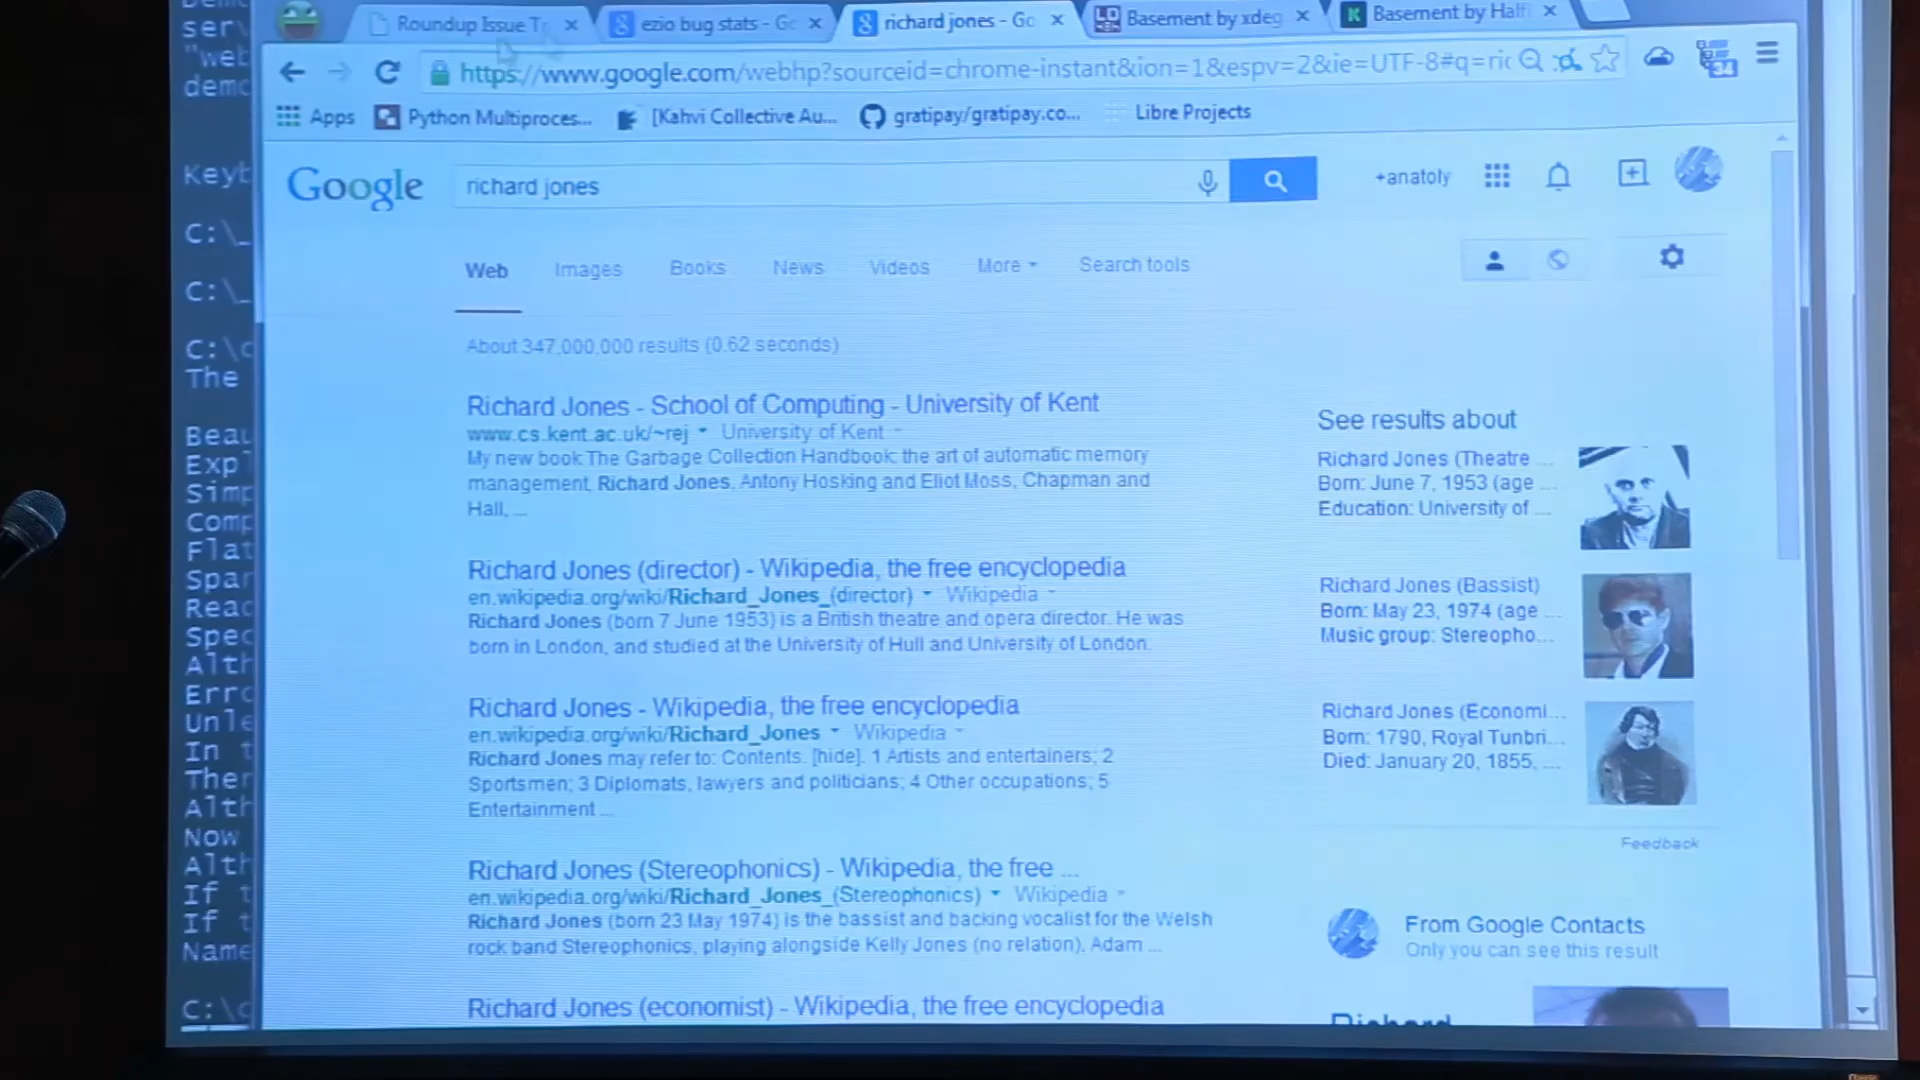 Roundup Issue T
ezio bug stats - Go
richard jones - Go
Basement by xdeg
Basement by Half
https://www.google.com/webhp?sourceid=chrome-instant&ion=1&espv=2&ie=UTF-8#q=ric
Apps
Python Multiproces...
[Kahvi Collective Au...
gratipay/gratipay.co...
Libre Projects
Google
richard jones
+anatoly
Web
Images
Books
News
Videos
More
Search tools
About 347,000,000 results (0.62 seconds)
Richard Jones - School of Computing - University of Kent
www.cs.kent.ac.uk/~rej
University of Kent
My new book The Garbage Collection Handbook: the art of automatic memory
management, Richard Jones, Antony Hosking and Eliot Moss, Chapman and
Hall, ...
Richard Jones (director) - Wikipedia, the free encyclopedia
en.wikipedia.org/wiki/Richard_Jones_(director)
Wikipedia
Richard Jones (born 7 June 1953) is a British theatre and opera director. He was
born in London, and studied at the University of Hull and University of London.
Richard Jones - Wikipedia, the free encyclopedia
en.wikipedia.org/wiki/Richard_Jones
Wikipedia
Richard Jones may refer to: Contents. [hide]. 1 Artists and entertainers; 2
Sportsmen; 3 Diplomats, lawyers and politicians; 4 Other occupations; 5
Entertainment ...
Richard Jones (Stereophonics) - Wikipedia, the free ...
en.wikipedia.org/wiki/Richard_Jones_(Stereophonics)
Wikipedia
Richard Jones (born 23 May 1974) is the bassist and backing vocalist for the Welsh
rock band Stereophonics, playing alongside Kelly Jones (no relation), Adam ...
Richard Jones (economist) - Wikipedia, the free encyclopedia
See results about
Richard Jones (Theatre ...
Born: June 7, 1953 (age ...
Education: University of ...
Richard Jones (Bassist)
Born: May 23, 1974 (age ...
Music group: Stereopho...
Richard Jones (Economi...
Born: 1790, Royal Tunbri...
Died: January 20, 1855, ...
Feedback
From Google Contacts
Only you can see this result
Richard
ser
"web
demo
Keyb
C:\_
C:\_
C:\c
The
Beau
Exp
Simp
Comp
Flat
Spar
Read
Spec
Alth
Erro
Unle
In t
Ther
Alth
Now
Alth
If t
If t
Name
C:\c